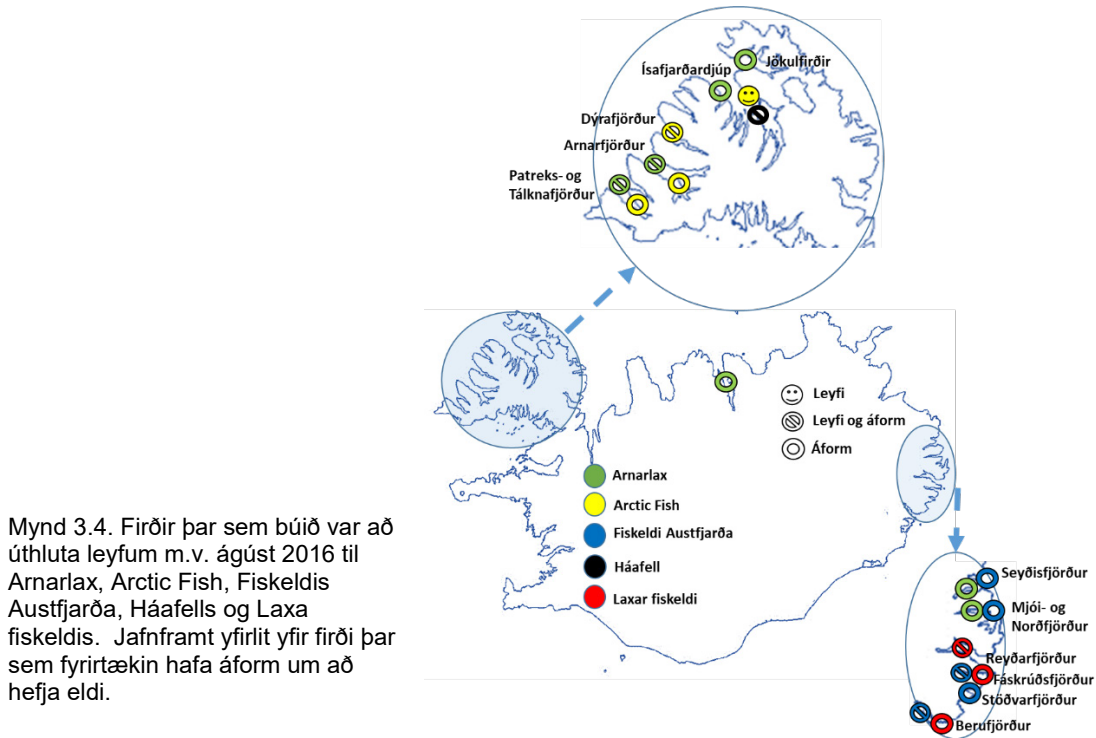 Jökulfirðir
Ísafjarðardjúp
Dýrafjörður
Arnarfjörður
Patreks- og
Tálknafjörður
Leyfi
Leyfi og áform
Áform
Arnarlax
Arctic Fish
Fiskeldi Austfjarða
Háafell
Laxar fiskeldi
Mynd 3.4. Firðir þar sem búið var að
úthluta leyfum m.v. ágúst 2016 til
Arnarlax, Arctic Fish, Fiskeldis
Austfjarða, Háafells og Laxa
fiskeldis. Jafnframt yfirlit yfir firði þar
sem fyrirtækin hafa áform um að
hefja eldi.
Seyðisfjörður
Mjói- og
Norðfjörður
Reyðarfjörður
Fáskrúðsfjörður
Stöðvarfjörður
Berufjörður